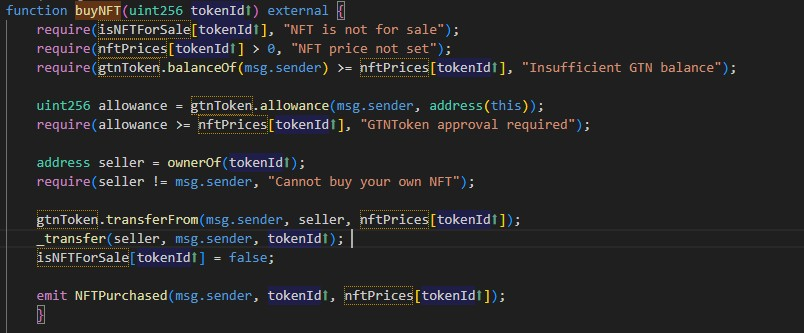 function buyNFT(uint256 tokenId⬆) external {
require(isNFTForSale[tokenId⬆], "NFT is not for sale");
require(nftPrices[tokenId⬆] > 0, "NFT price not set");
require(gtnToken.balanceOf(msg.sender) >= nftPrices[tokenId⬆], "Insufficient GTN balance");
uint256 allowance = gtnToken.allowance(msg.sender, address(this));
require(allowance >= nftPrices[tokenId⬆], "GTNToken approval required");
address seller = ownerOf(tokenId⬆);
require(seller != msg.sender, "Cannot buy your own NFT");
gtnToken.transferFrom(msg.sender, seller, nftPrices[tokenId⬆]);
_transfer(seller, msg.sender, tokenId⬆);
isNFTForSale[tokenId⬆] = false;
emit NFTPurchased(msg.sender, tokenId⬆, nftPrices[tokenId⬆]);
}